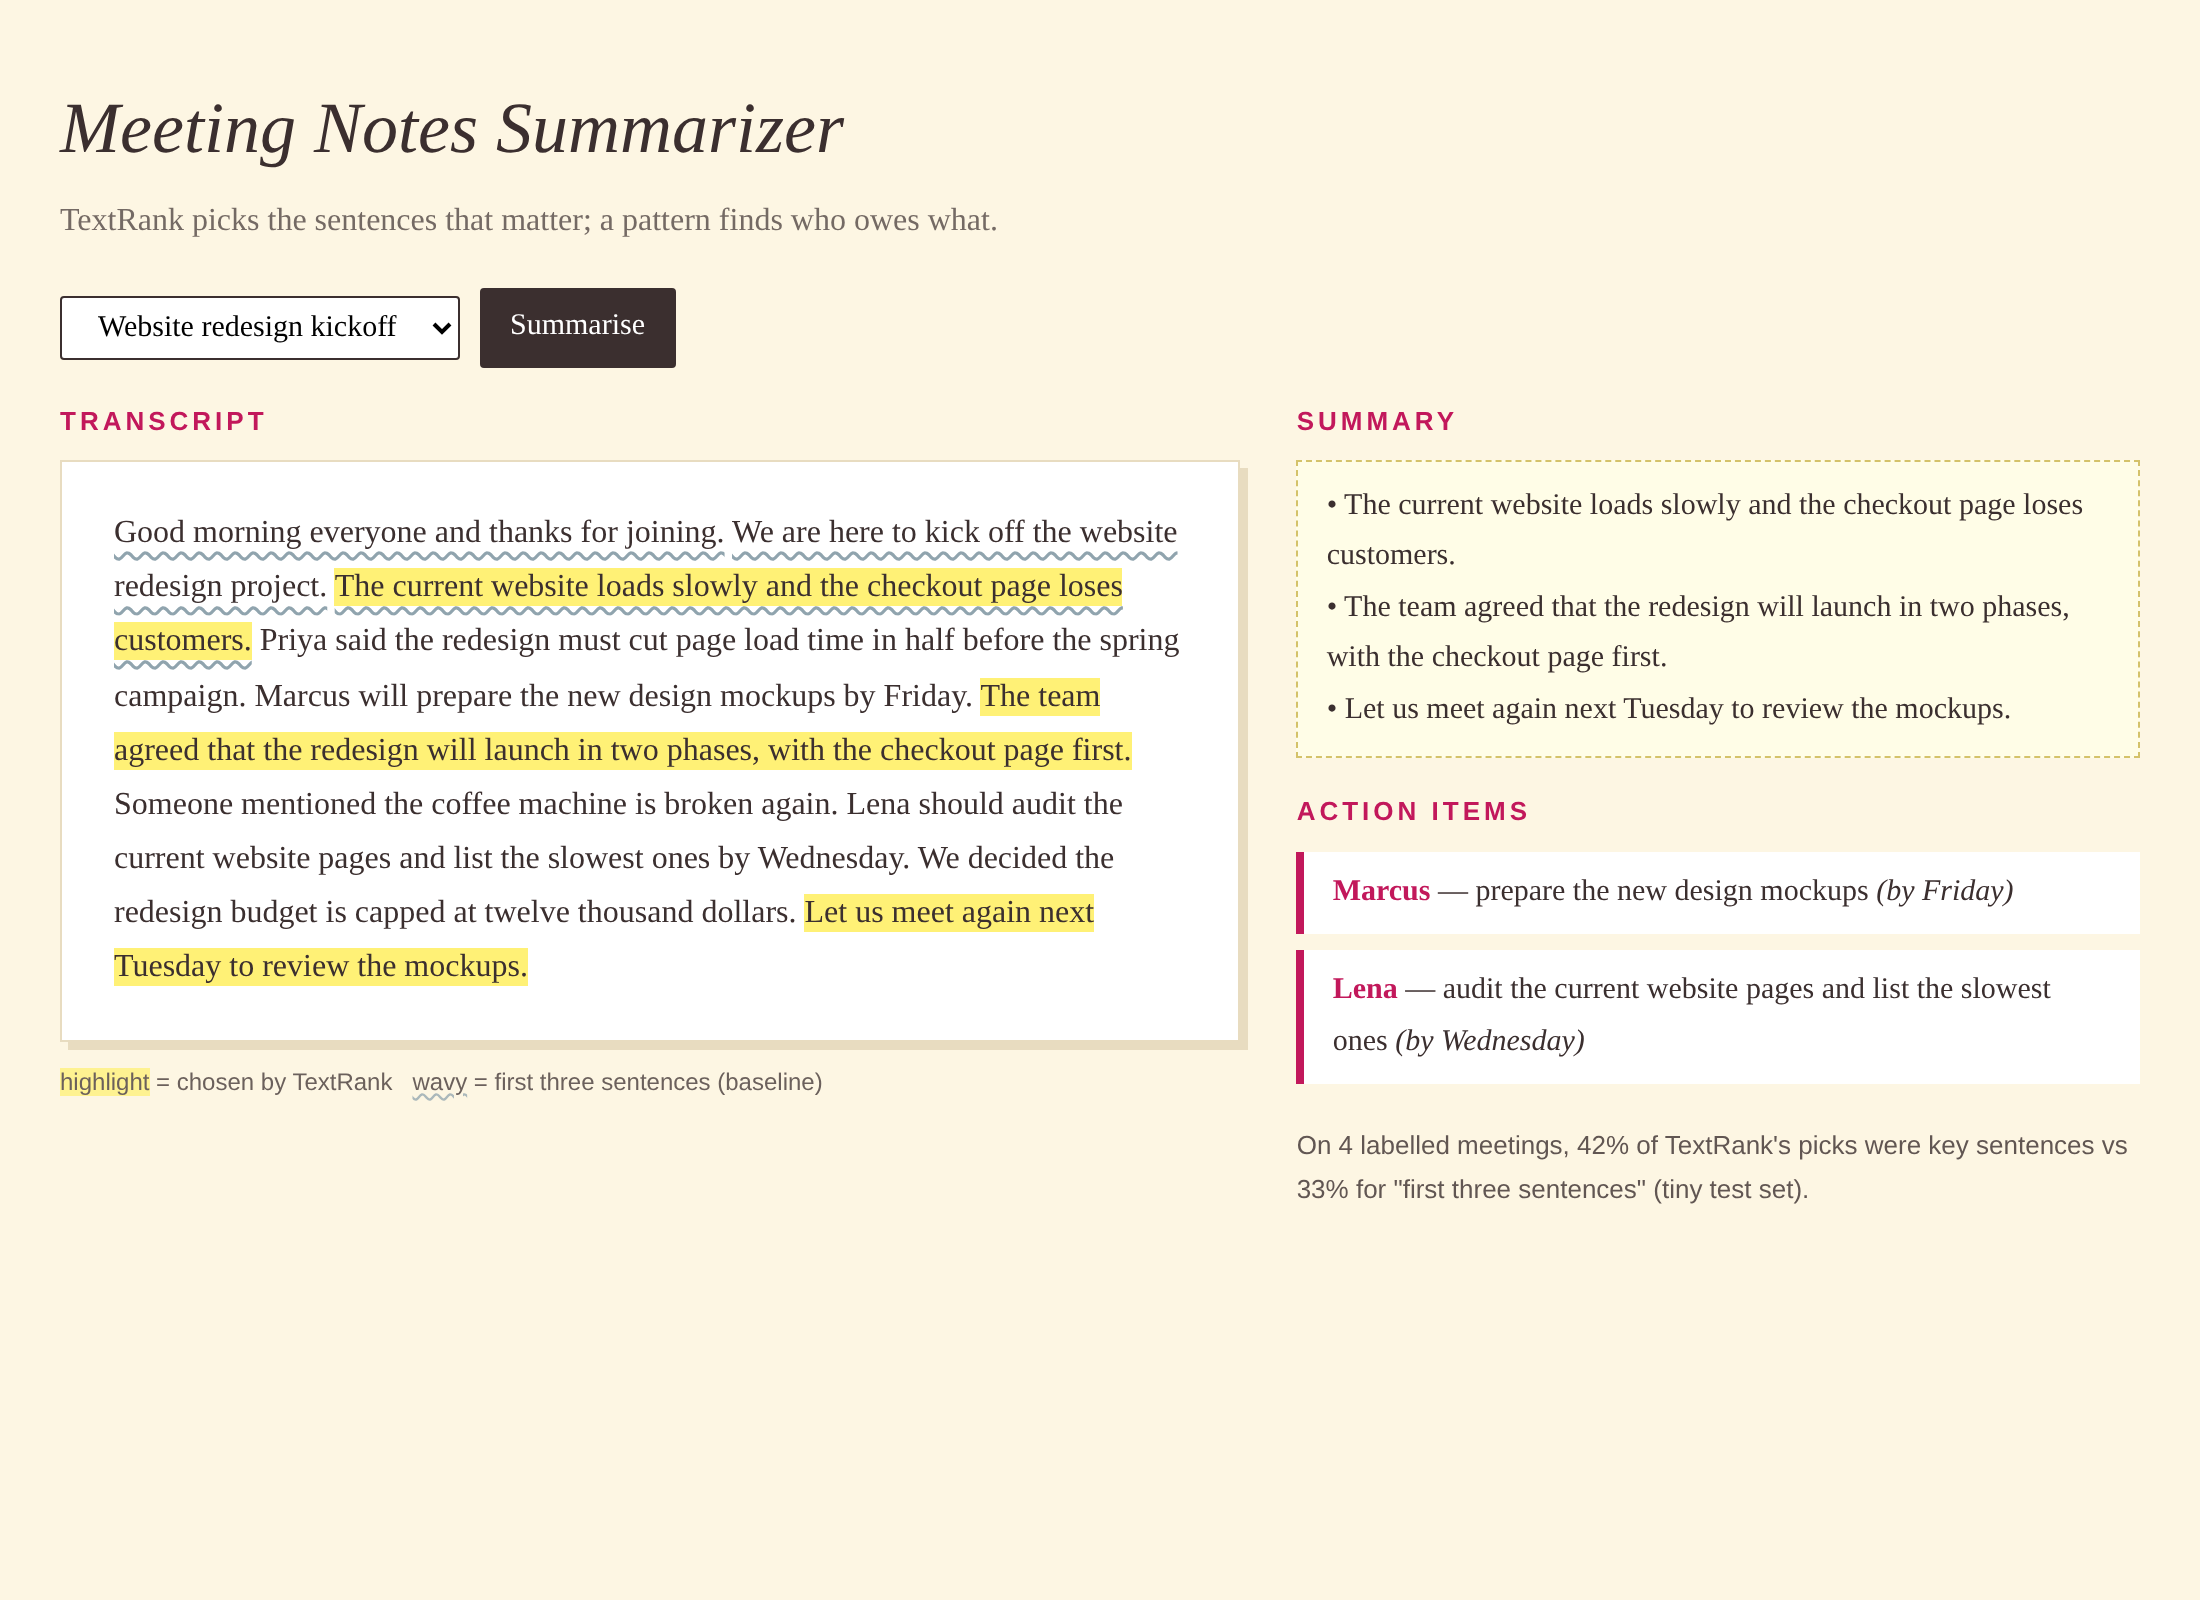 Meeting Notes Summarizer
TextRank picks the sentences that matter; a pattern finds who owes what.
Website redesign kickoff
Summarise
TRANSCRIPT
Good morning everyone and thanks for joining. We are here to kick off the website
redesign project. The current website loads slowly and the checkout page loses
customers. Priya said the redesign must cut page load time in half before the spring
campaign. Marcus will prepare the new design mockups by Friday. The team
agreed that the redesign will launch in two phases, with the checkout page first.
Someone mentioned the coffee machine is broken again. Lena should audit the
current website pages and list the slowest ones by Wednesday. We decided the
redesign budget is capped at twelve thousand dollars. Let us meet again next
Tuesday to review the mockups.
highlight = chosen by TextRank wavy = first three sentences (baseline)
SUMMARY
• The current website loads slowly and the checkout page loses
customers.
• The team agreed that the redesign will launch in two phases,
with the checkout page first.
• Let us meet again next Tuesday to review the mockups.
ACTION ITEMS
Marcus — prepare the new design mockups (by Friday)
Lena — audit the current website pages and list the slowest
ones (by Wednesday)
On 4 labelled meetings, 42% of TextRank's picks were key sentences vs
33% for "first three sentences" (tiny test set).